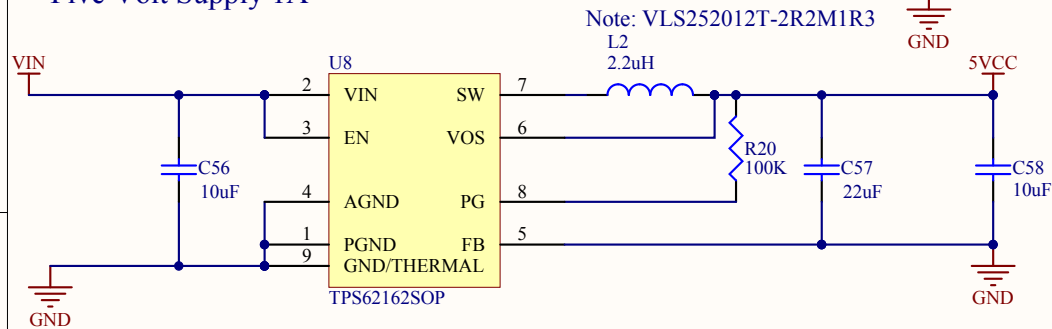 Five Volt Supply 1A
Note: VLS252012T-2R2M1R3
GND
VIN
U8
L2
2.2uH
5VCC
2
VIN
SW
7
3
EN
VOS
6
C56
10uF
R20
100K
C57
22uF
C58
10uF
4
AGND
PG
8
1
PGND
FB
5
9
GND/THERMAL
TPS62162SOP
GND
GND